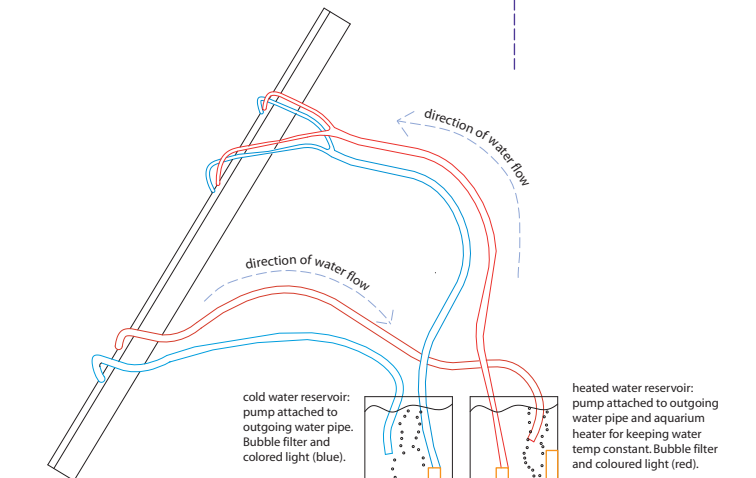 direction of water flow
direction of water flow
cold water reservoir:
pump attached to
outgoing water pipe.
Bubble filter and
colored light (blue).
heated water reservoir:
pump attached to outgoing
water pipe and aquarium
heater for keeping water
temp constant. Bubble filter
and coloured light (red).